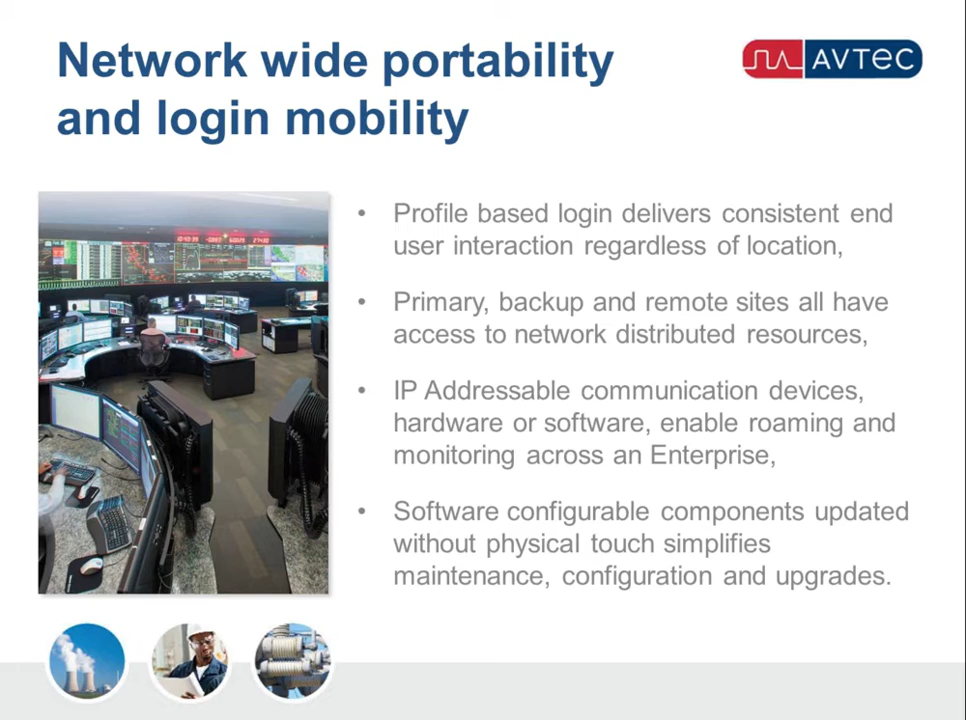 Network wide portability
and login mobility
AVTEC
• Profile based login delivers consistent end
user interaction regardless of location,
• Primary, backup and remote sites all have
access to network distributed resources,
• IP Addressable communication devices,
hardware or software, enable roaming and
monitoring across an Enterprise,
• Software configurable components updated
without physical touch simplifies
maintenance, configuration and upgrades.